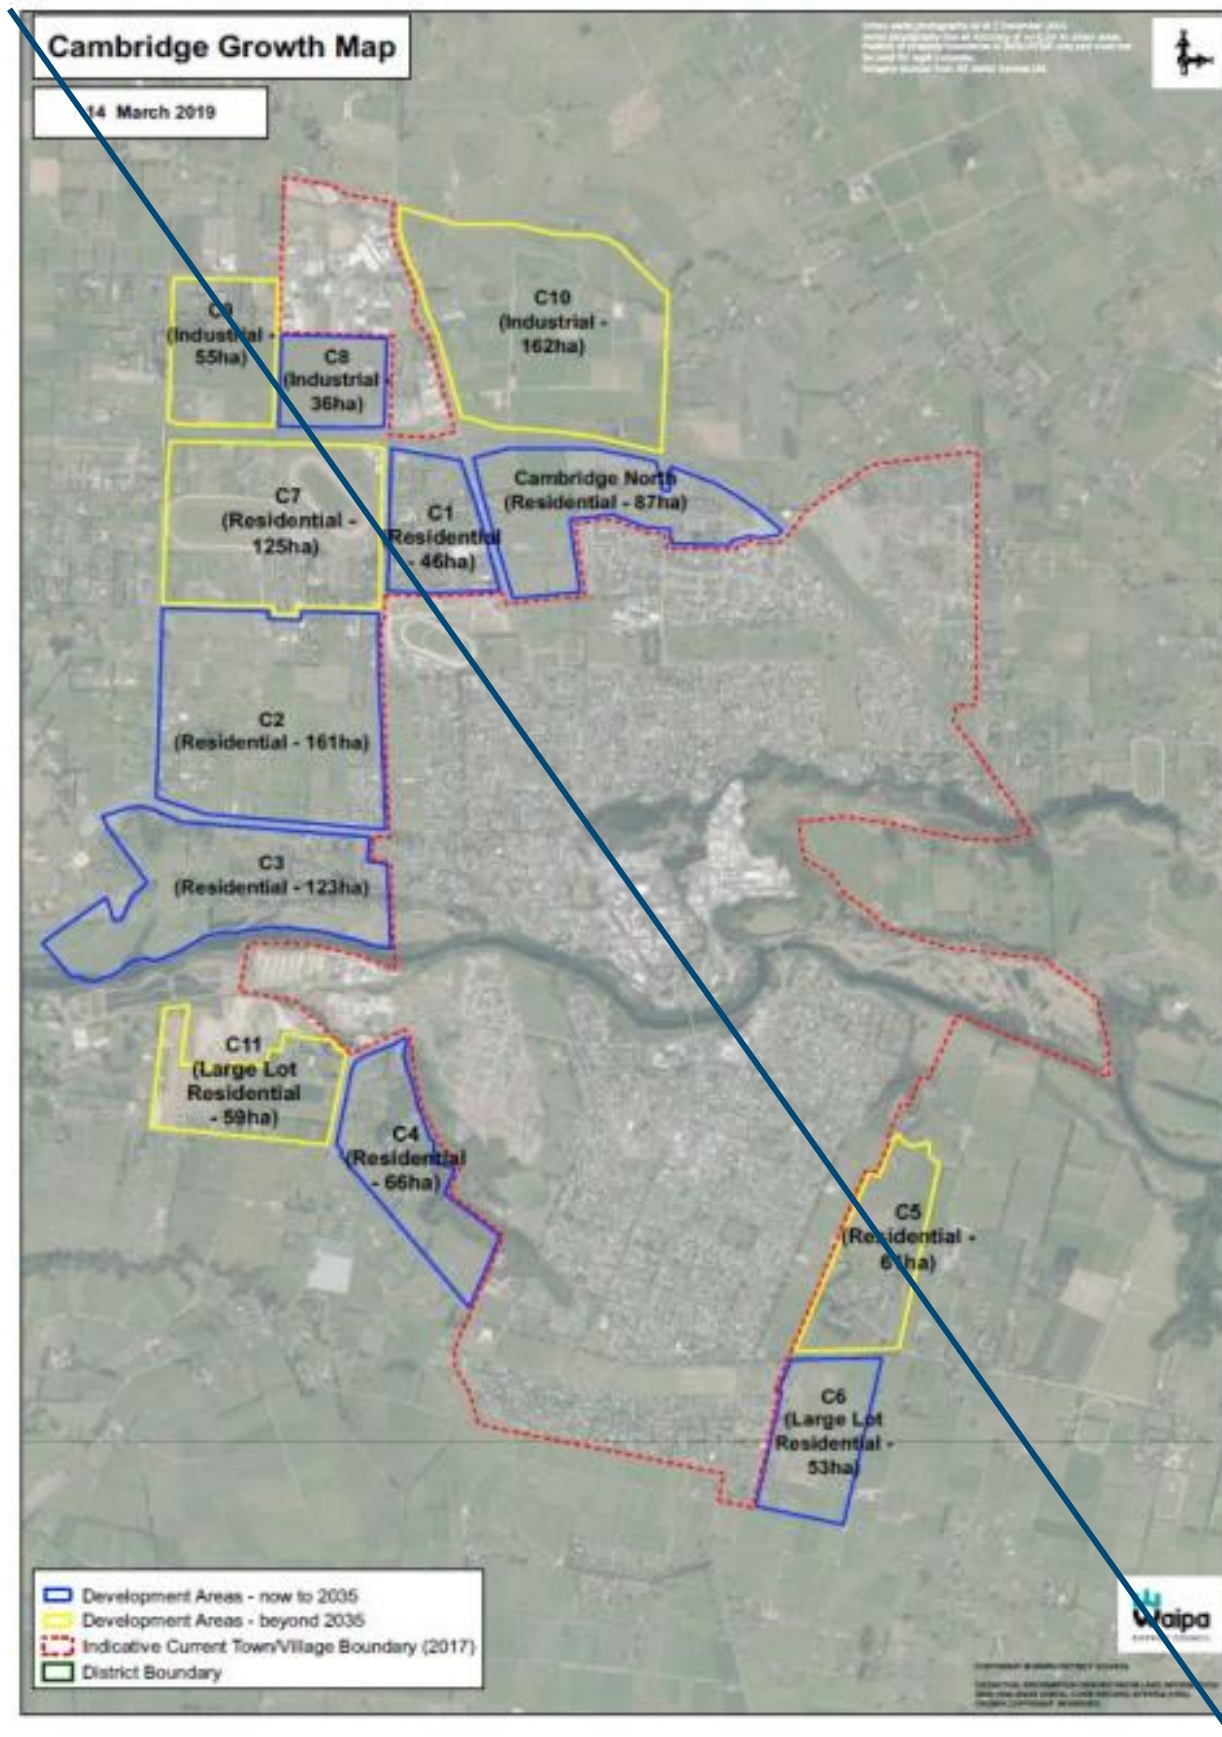 Cambridge Growth Map
14 March 2019
C10
(Industrial -
162ha)
C9
(Industrial -
55ha)
C8
(Industrial -
36ha)
Cambridge North
(Residential - 87ha)
C7
(Residential -
125ha)
C1
(Residential
- 46ha)
C2
(Residential - 161ha)
C3
(Residential - 123ha)
C11
(Large Lot
Residential
- 59ha)
C4
(Residential
- 66ha)
C5
(Residential -
61ha)
C6
(Large Lot
Residential -
53ha)
Development Areas - now to 2035
Development Areas - beyond 2035
Indicative Current Town/Village Boundary (2017)
District Boundary
Waipa
DISTRICT COUNCIL